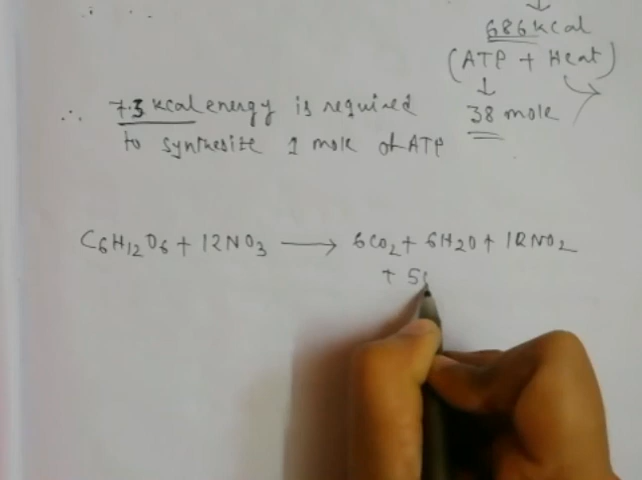 686 kcal
(ATP + Heat)
38 mole
∴ 7.3 kcal energy is required
to synthesize 1 mole of ATP
C6H12O6 + 12NO3 ⟶ 6CO2 + 6H2O + 12NO2
+ 5